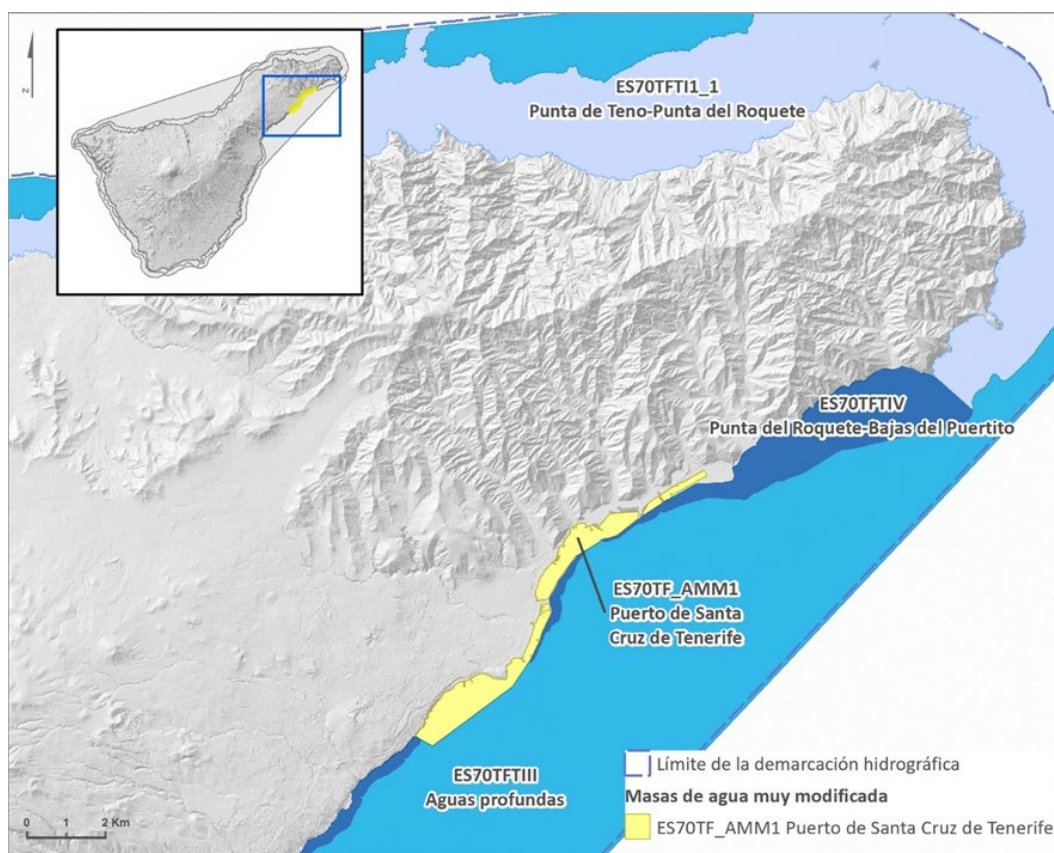 N
ES70TFTI1_1
Punta de Teno-Punta del Roquete
ES70TFTIV
Punta del Roquete-Bajas del Puertito
ES70TF_AMM1
Puerto de Santa
Cruz de Tenerife
ES70TFTIII
Aguas profundas
0 1 2 Km
Límite de la demarcación hidrográfica
Masas de agua muy modificada
ES70TF_AMM1 Puerto de Santa Cruz de Tenerife